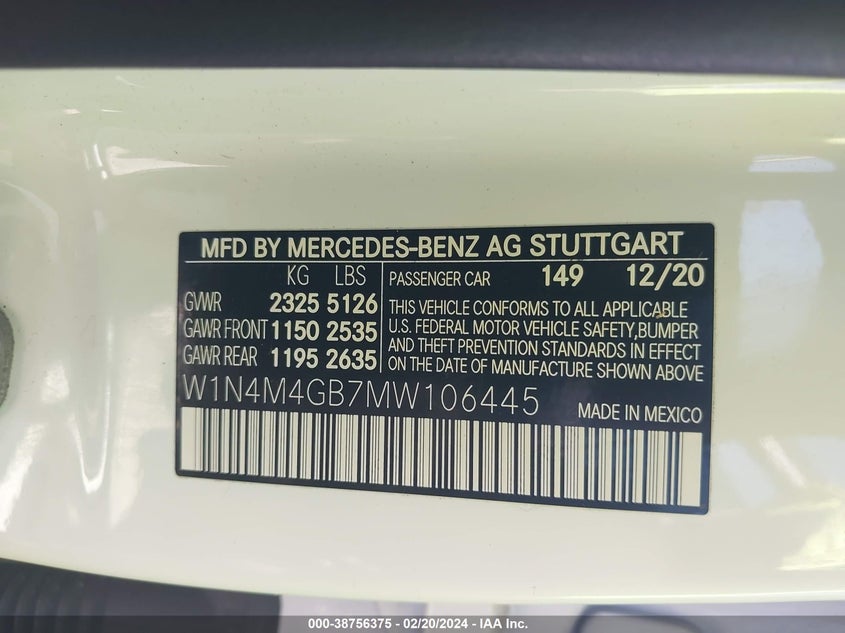 MFD BY MERCEDES-BENZ AG STUTTGART
KG LBS
GVWR 2325 5126
GAWR FRONT 1150 2535
GAWR REAR 1195 2635
PASSENGER CAR 149 12/20
THIS VEHICLE CONFORMS TO ALL APPLICABLE
U.S. FEDERAL MOTOR VEHICLE SAFETY,BUMPER
AND THEFT PREVENTION STANDARDS IN EFFECT
ON THE DATE OF MANUFACTURE SHOWN ABOVE
W1N4M4GB7MW106445
MADE IN MEXICO
000-38756375 - 02/20/2024 - IAA Inc.